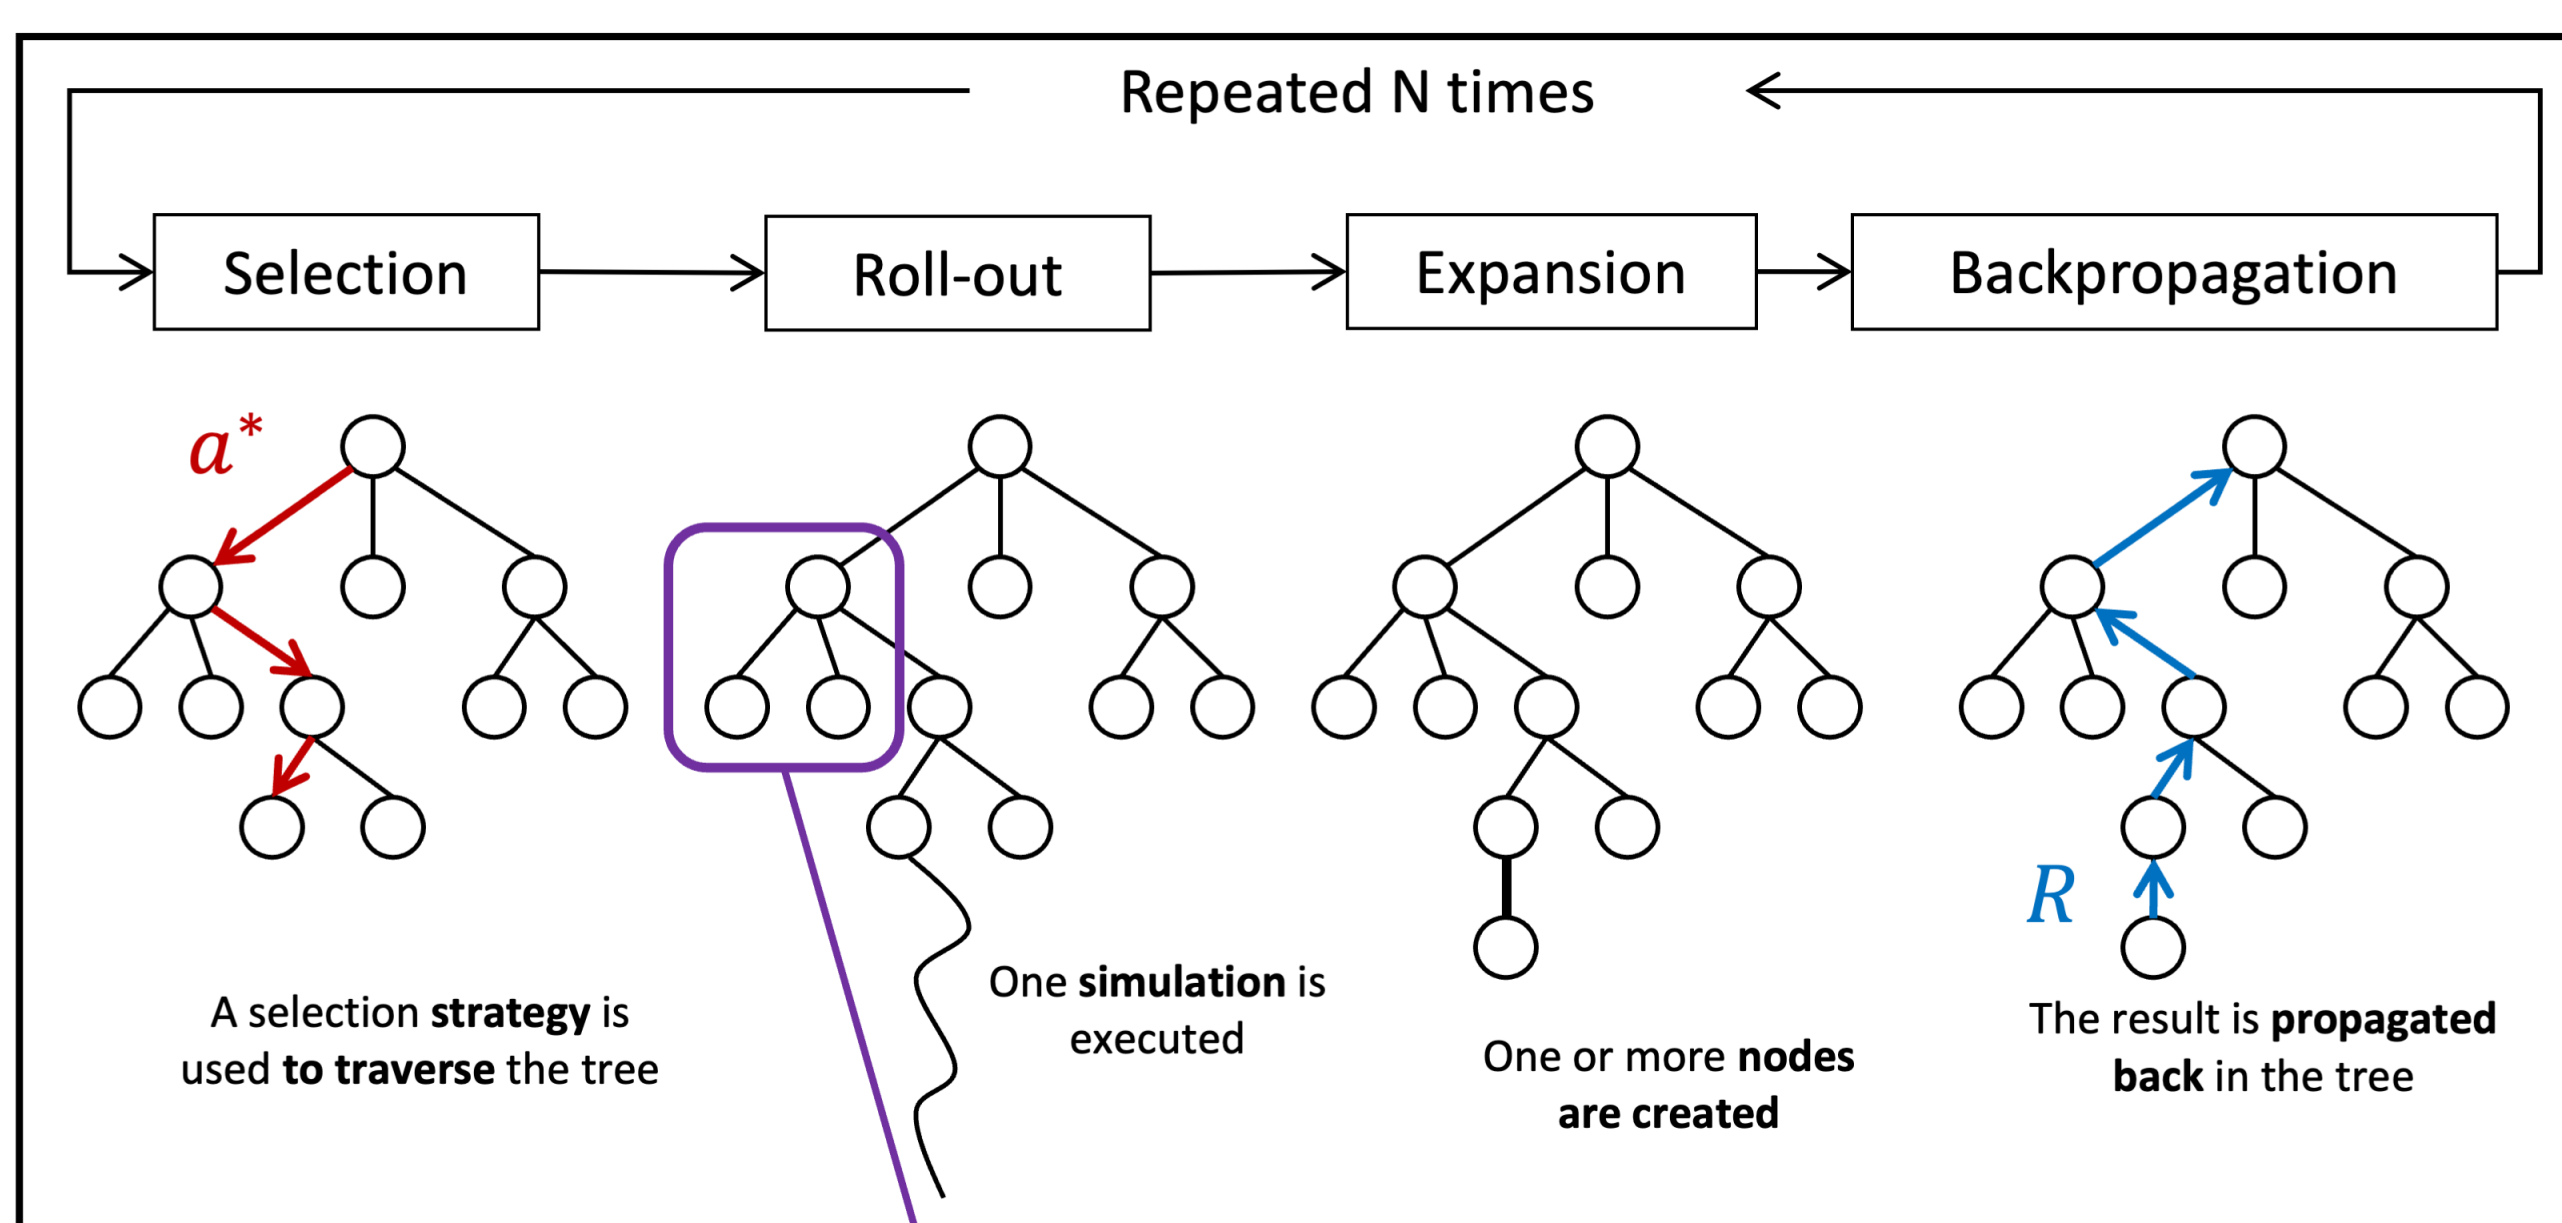 Repeated N times
Selection
Roll-out
Expansion
Backpropagation
a*
R
A selection strategy is
used to traverse the tree
One simulation is
executed
One or more nodes
are created
The result is propagated
back in the tree